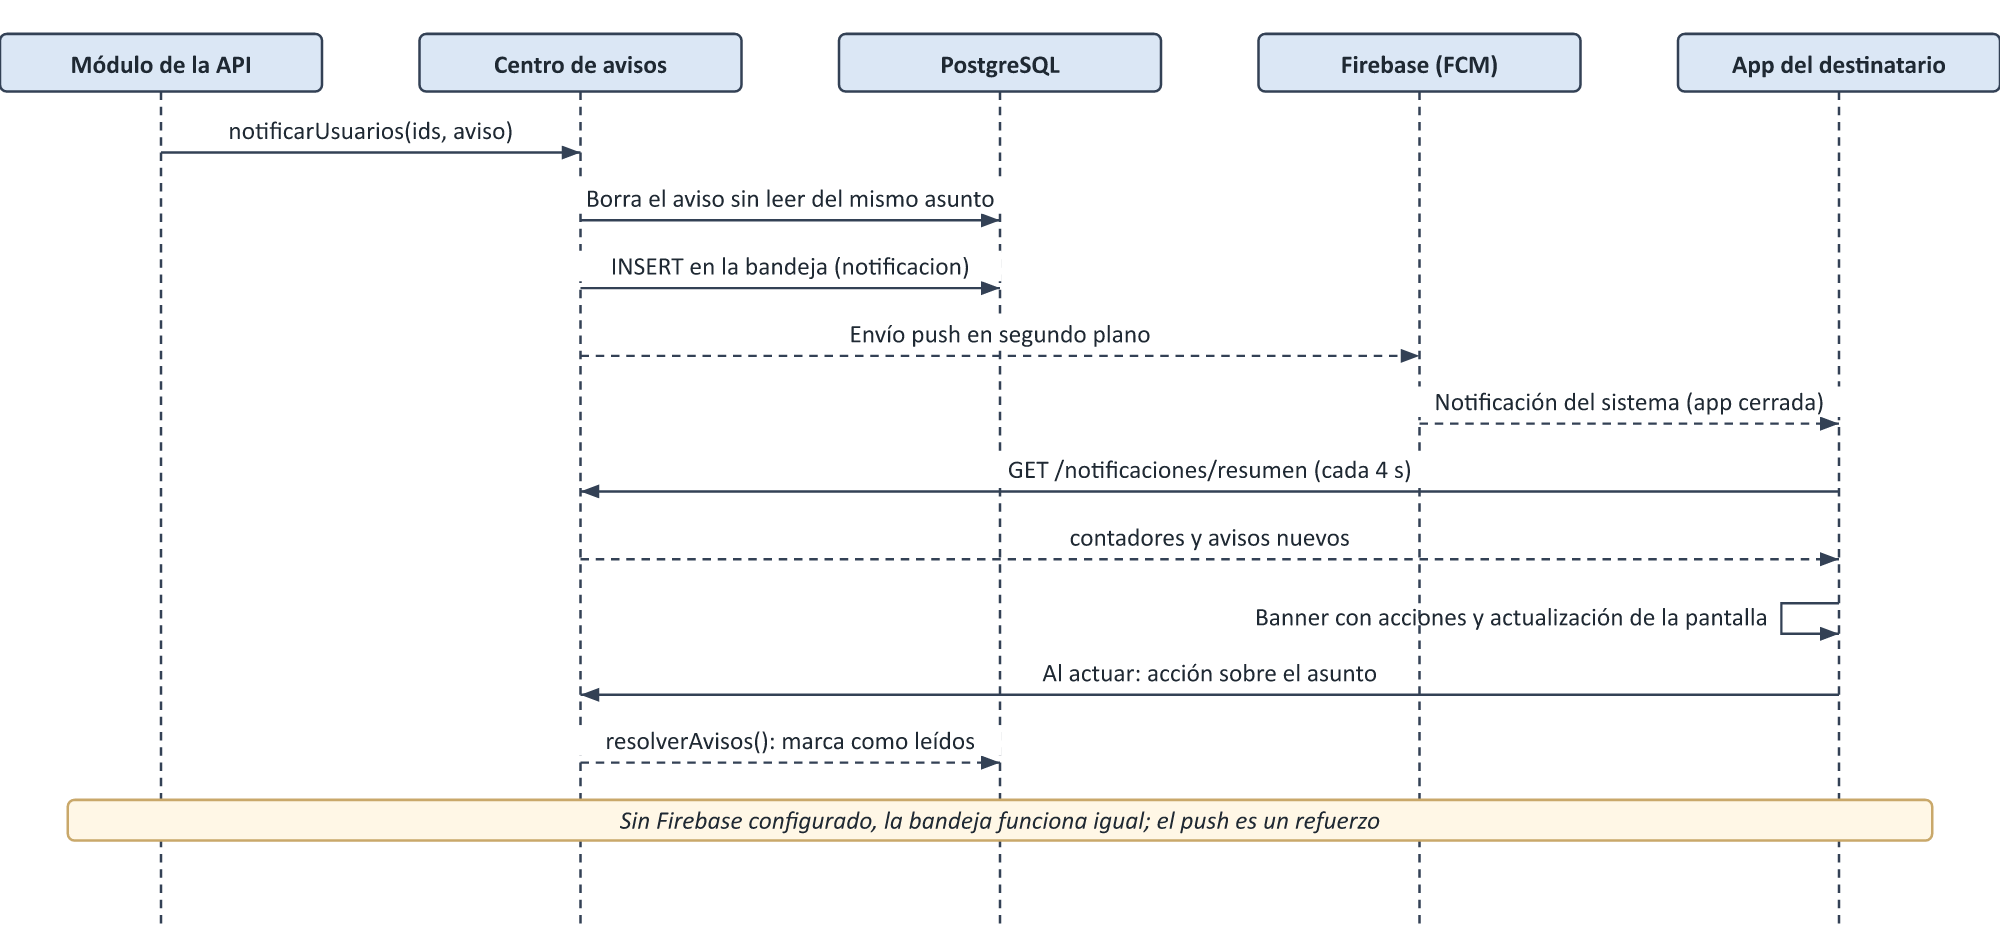 Módulo de la API
Centro de avisos
PostgreSQL
Firebase (FCM)
App del destinatario
notificarUsuarios(ids, aviso)
Borra el aviso sin leer del mismo asunto
INSERT en la bandeja (notificacion)
Envío push en segundo plano
Notificación del sistema (app cerrada)
GET /notificaciones/resumen (cada 4 s)
contadores y avisos nuevos
Banner con acciones y actualización de la pantalla
Al actuar: acción sobre el asunto
resolverAvisos(): marca como leídos
Sin Firebase configurado, la bandeja funciona igual; el push es un refuerzo